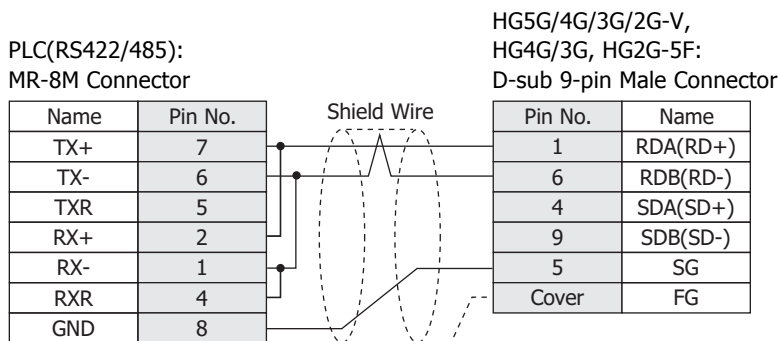 PLC(RS422/485):
MR-8M Connector
HG5G/4G/3G/2G-V,
HG4G/3G, HG2G-5F:
D-sub 9-pin Male Connector
Name Pin No. Shield Wire Pin No. Name
TX+ 7 1 RDA(RD+)
TX- 6 6 RDB(RD-)
TXR 5 4 SDA(SD+)
RX+ 2 9 SDB(SD-)
RX- 1 5 SG
RXR 4 Cover FG
GND 8